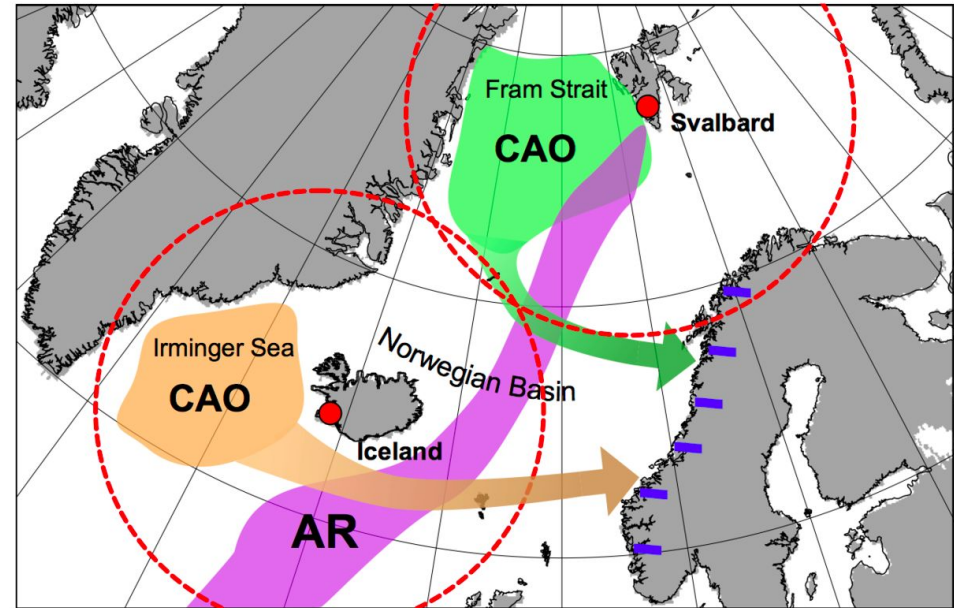 Fram Strait
CAO
Svalbard
Irminger Sea
CAO
Norwegian Basin
Iceland
AR